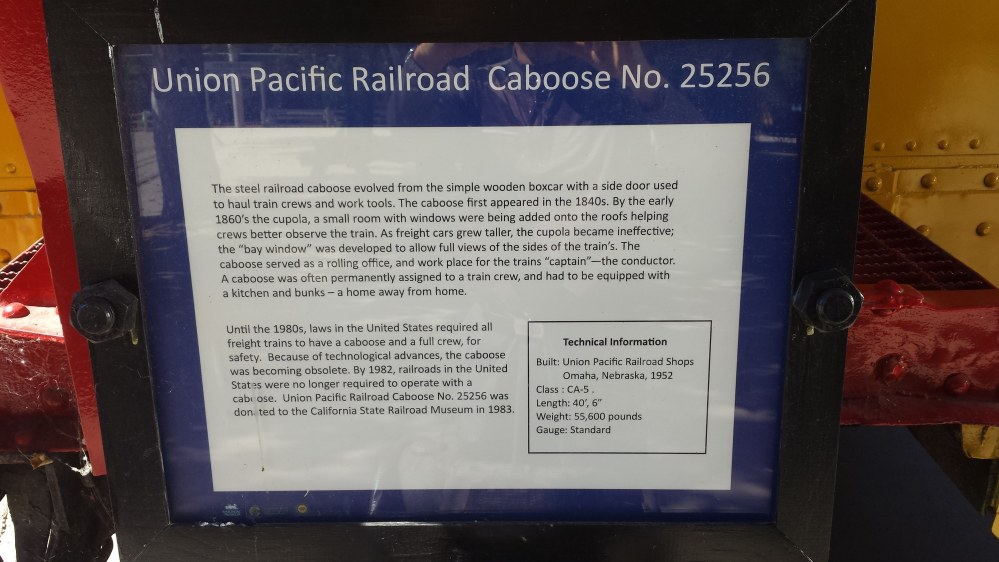 Union Pacific Railroad Caboose No. 25256
The steel railroad caboose evolved from the simple wooden boxcar with a side door used
to haul train crews and work tools. The caboose first appeared in the 1840s. By the early
1860's the cupola, a small room with windows were being added onto the roofs helping
crews better observe the train. As freight cars grew taller, the cupola became ineffective;
the "bay window" was developed to allow full views of the sides of the train's. The
caboose served as a rolling office, and work place for the trains "captain"—the conductor.
A caboose was often permanently assigned to a train crew, and had to be equipped with
a kitchen and bunks – a home away from home.
Until the 1980s, laws in the United States required all
freight trains to have a caboose and a full crew, for
safety. Because of technological advances, the caboose
was becoming obsolete. By 1982, railroads in the United
States were no longer required to operate with a
caboose. Union Pacific Railroad Caboose No. 25256 was
donated to the California State Railroad Museum in 1983.
Technical Information
Built: Union Pacific Railroad Shops
Omaha, Nebraska, 1952
Class : CA-5 .
Length: 40', 6"
Weight: 55,600 pounds
Gauge: Standard